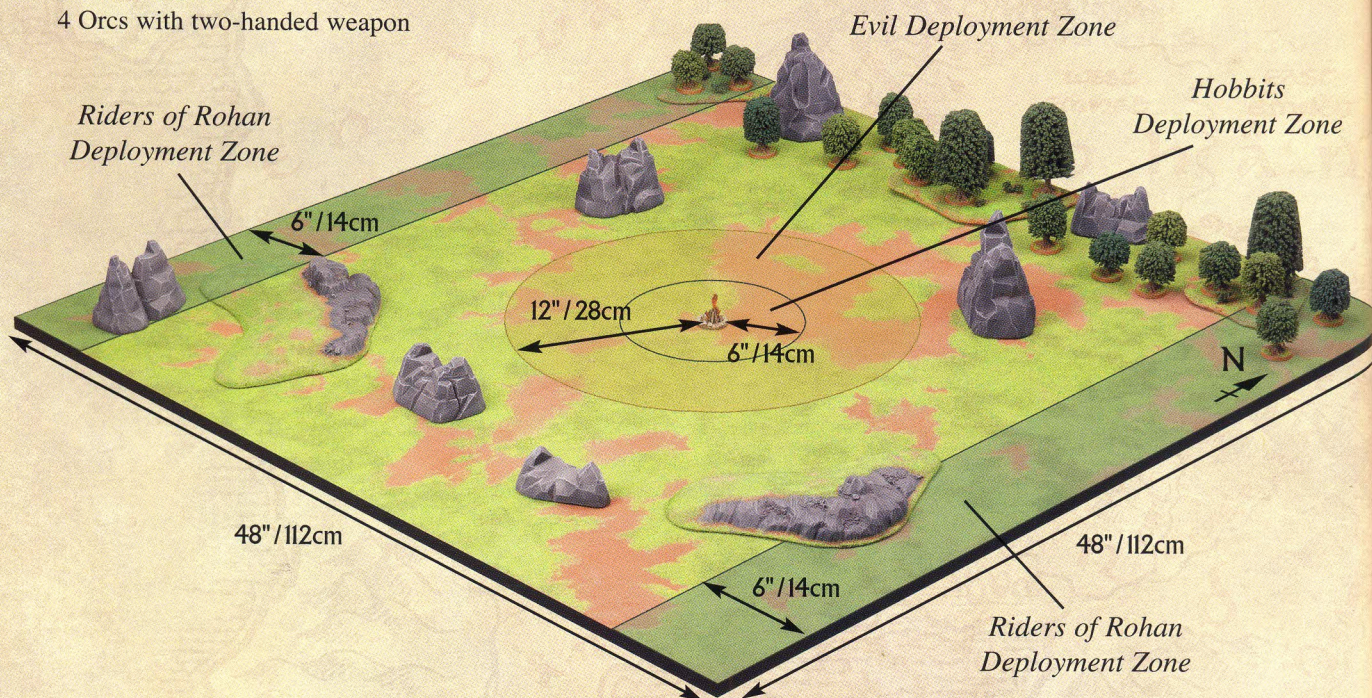 4 Orcs with two-handed weapon
Evil Deployment Zone
Hobbits
Deployment Zone
Riders of Rohan
Deployment Zone
6"/14cm
12"/28cm
6"/14cm
N
48"/112cm
48"/112cm
6"/14cm
Riders of Rohan
Deployment Zone